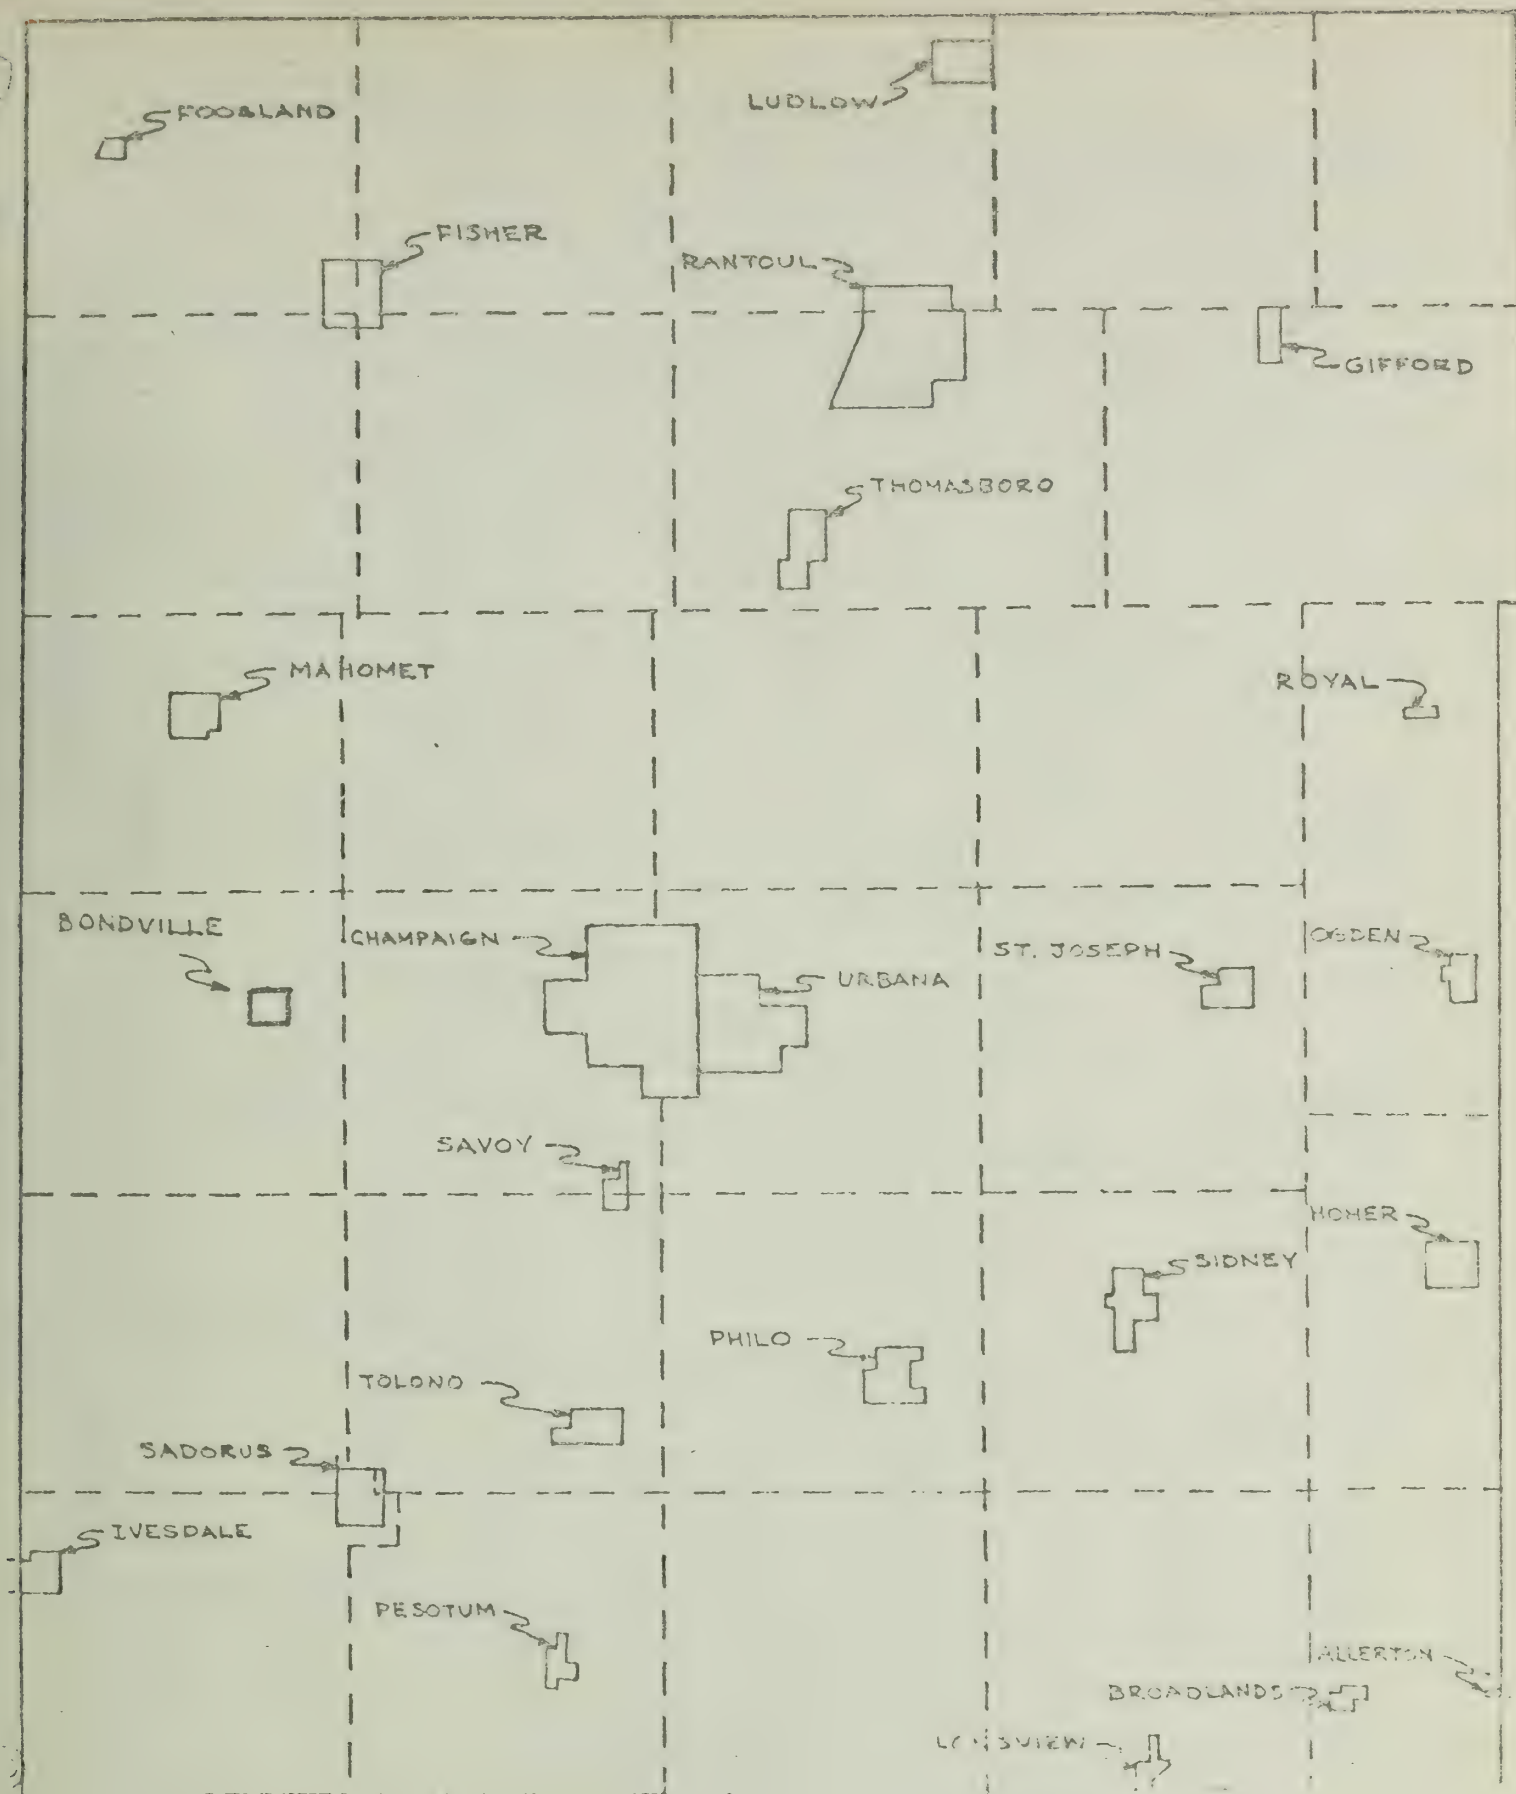 LUDLOW
FOOSLAND
FISHER
RANTOUL
GIFFORD
THOMASBORO
MAHOMET
ROYAL
BONDVILLE
CHAMPAIGN
ST. JOSEPH
OGDEN
URBANA
SAVOY
HOMER
SIDNEY
PHILO
TOLONO
SADORUS
IVESDALE
PESOTUM
ALLERTON
BROADLANDS
LONGVIEW